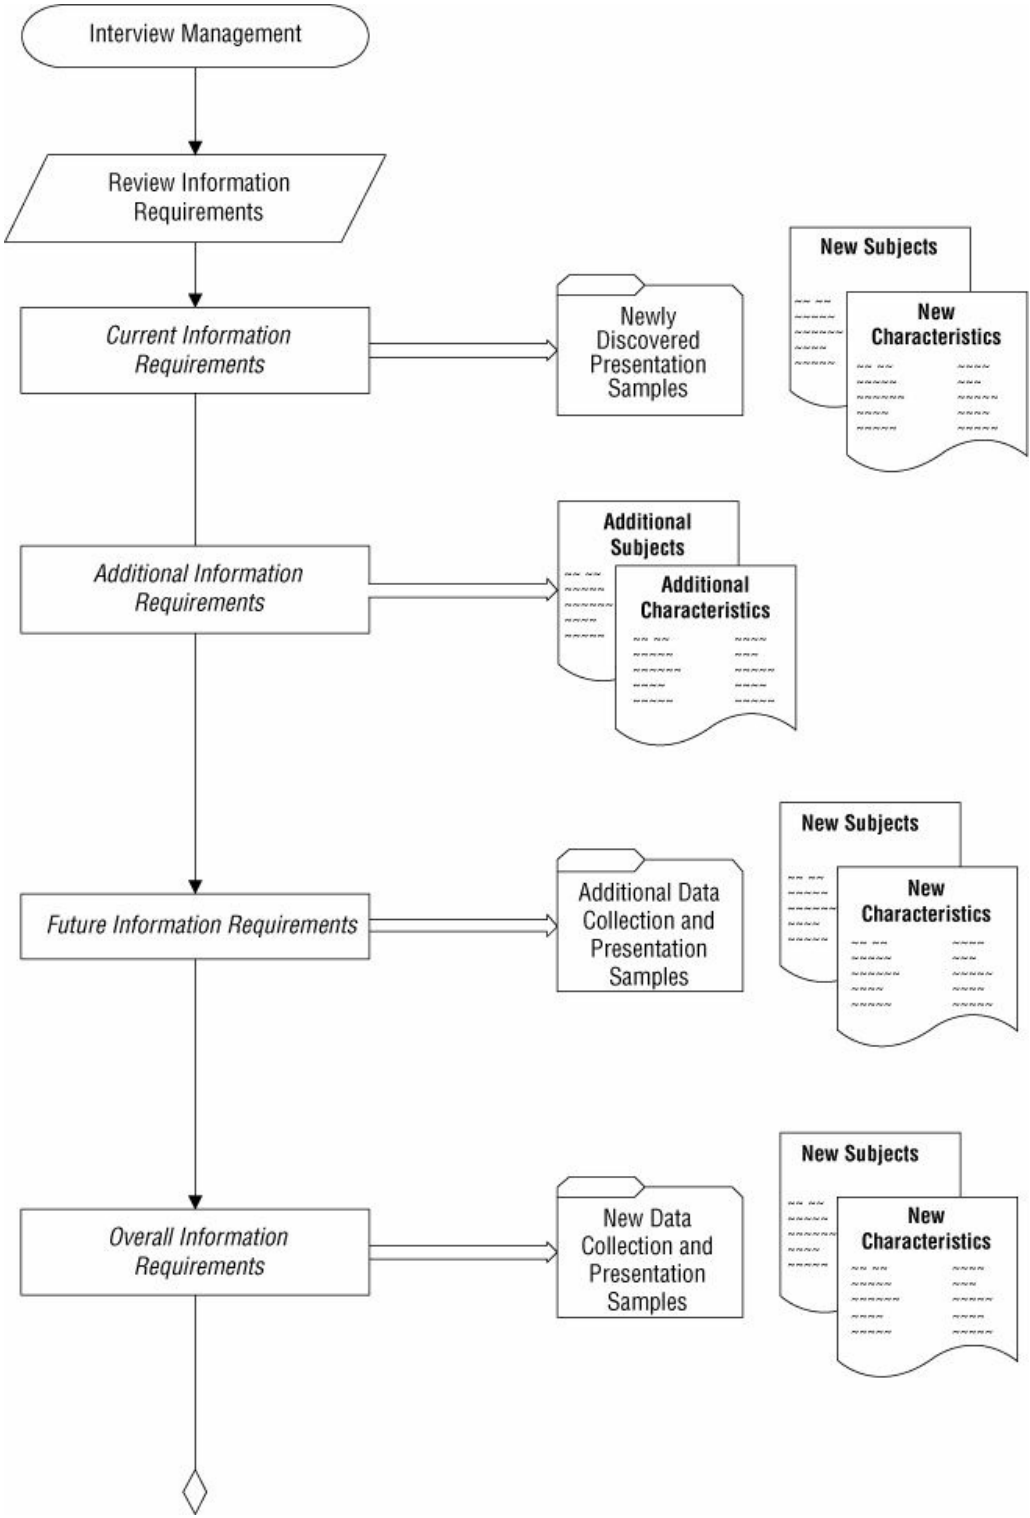 Interview Management
Review Information
Requirements
Current Information
Requirements
Newly
Discovered
Presentation
Samples
New Subjects
New
Characteristics
Additional Information
Requirements
Additional
Subjects
Additional
Characteristics
Future Information Requirements
Additional Data
Collection and
Presentation
Samples
New Subjects
New
Characteristics
Overall Information
Requirements
New Data
Collection and
Presentation
Samples
New Subjects
New
Characteristics